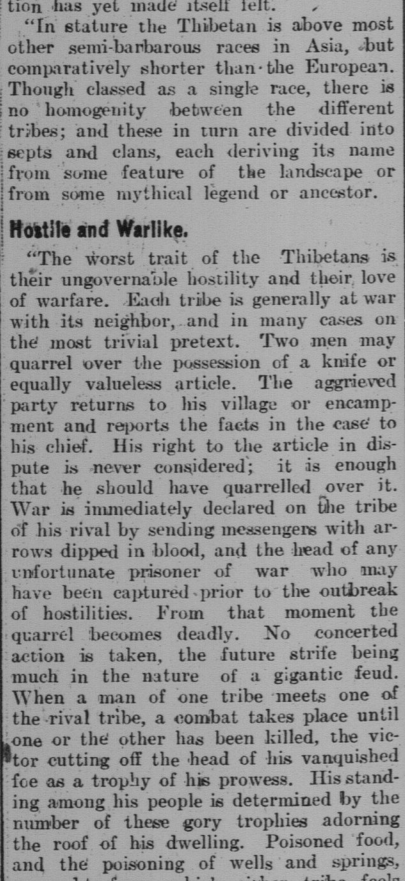 tion has yet made itself felt.
"In stature the Thibetan is above most
other semi-barbarous races in Asia, but
comparatively shorter than the European.
Though classed as a single race, there is
no homogenity between the different
tribes; and these in turn are divided into
septs and clans, each deriving its name
from some feature of the landscape or
from some mythical legend or ancestor.
Hostile and Warlike.
"The worst trait of the Thibetans is
their ungovernable hostility and their love
of warfare. Each tribe is generally at war
with its neighbor, and in many cases on
the most trivial pretext. Two men may
quarrel over the possession of a knife or
equally valueless article. The aggrieved
party returns to his village or encamp-
ment and reports the facts in the case to
his chief. His right to the article in dis-
pute is never considered; it is enough
that he should have quarrelled over it.
War is immediately declared on the tribe
of his rival by sending messengers with ar-
rows dipped in blood, and the head of any
unfortunate prisoner of war who may
have been captured prior to the outbreak
of hostilities. From that moment the
quarrel becomes deadly. No concerted
action is taken, the future strife being
much in the nature of a gigantic feud.
When a man of one tribe meets one of
the rival tribe, a combat takes place until
one or the other has been killed, the vic-
tor cutting off the head of his vanquished
foe as a trophy of his prowess. His stand-
ing among his people is determined by the
number of these gory trophies adorning
the roof of his dwelling. Poisoned food,
and the poisoning of wells and springs,